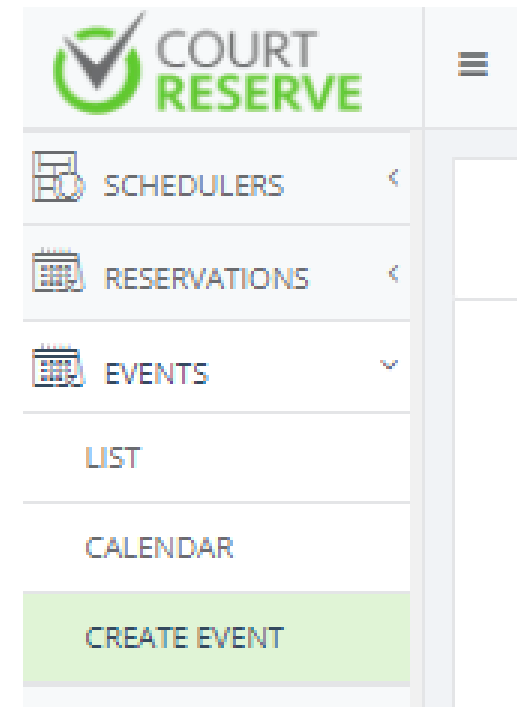 COURT
RESERVE
SCHEDULERS
RESERVATIONS
EVENTS
LIST
CALENDAR
CREATE EVENT